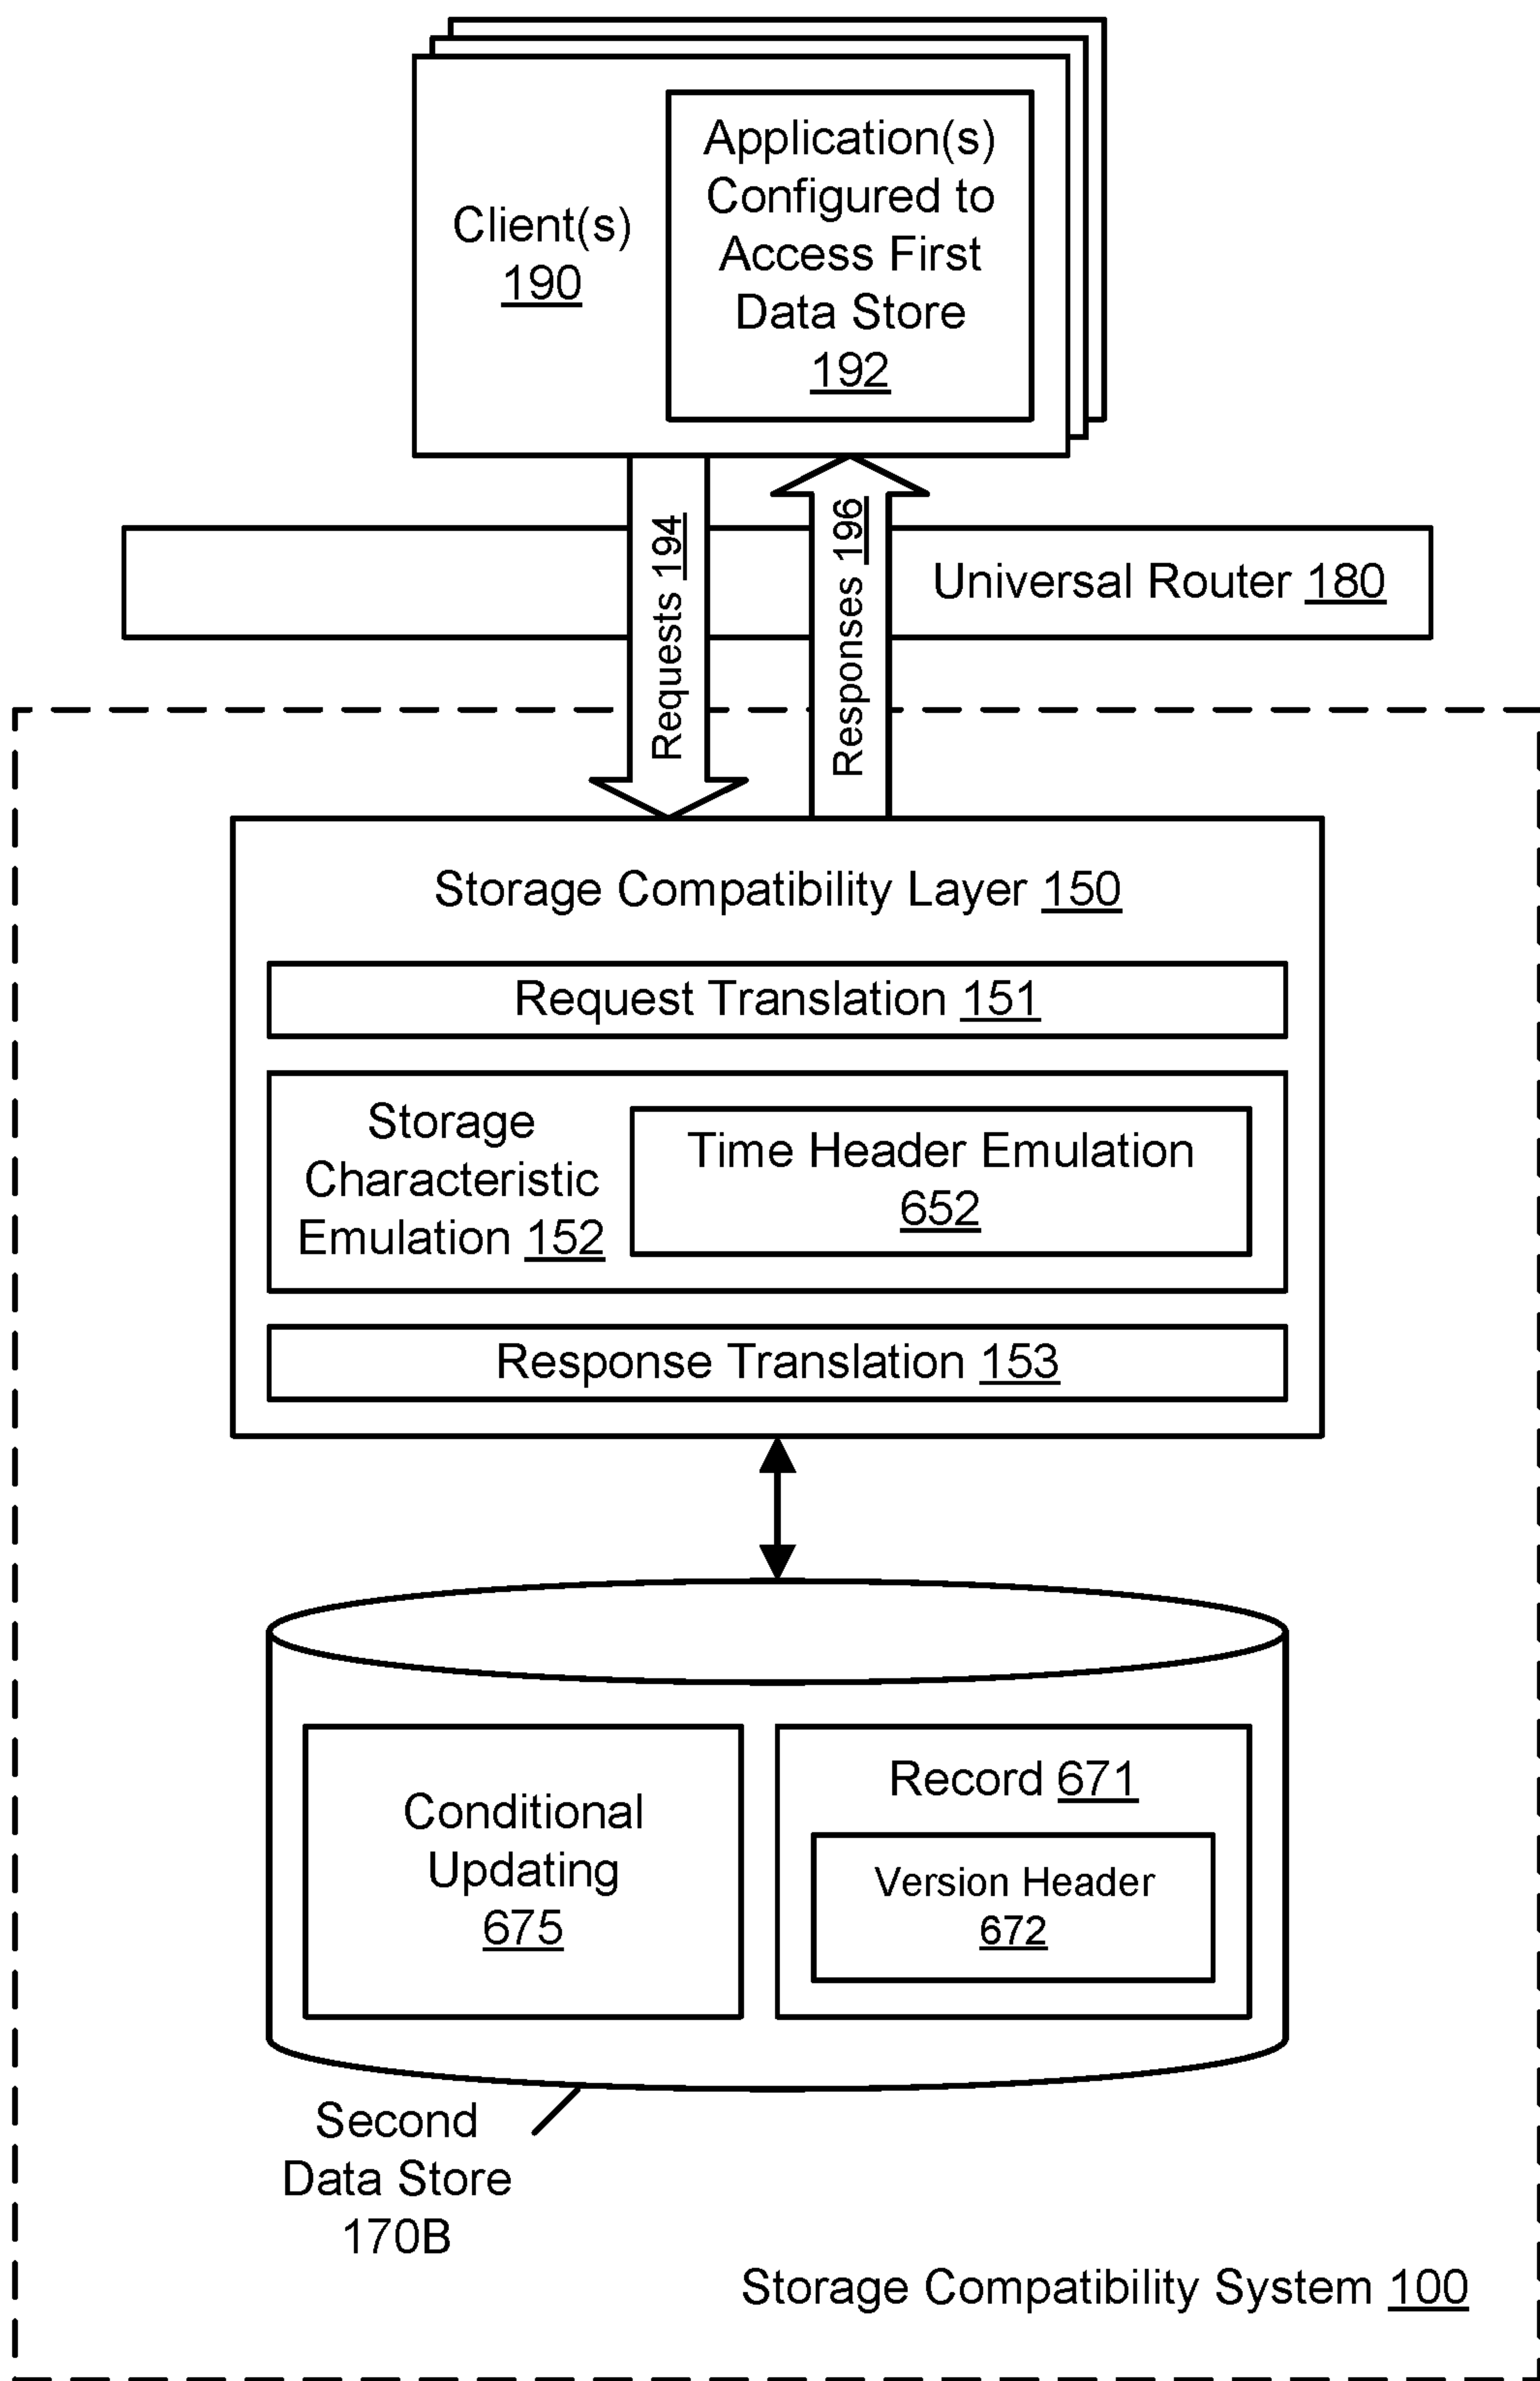 Client(s)
190
Application(s)
Configured to
Access First
Data Store
192
Requests 194
Responses 196
Universal Router 180
Storage Compatibility Layer 150
Request Translation 151
Storage
Characteristic
Emulation 152
Time Header Emulation
652
Response Translation 153
Conditional
Updating
675
Record 671
Version Header
672
Second
Data Store
170B
Storage Compatibility System 100